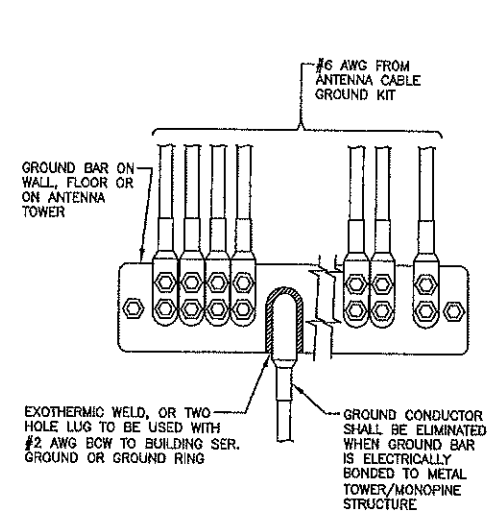 #6 AWG FROM
ANTENNA CABLE
GROUND KIT
GROUND BAR ON
WALL, FLOOR OR
ON ANTENNA
TOWER
EXOTHERMIC WELD, OR TWO
HOLE LUG TO BE USED WITH
#2 AWG BCW TO BUILDING SER.
GROUND OR GROUND RING
GROUND CONDUCTOR
SHALL BE ELIMINATED
WHEN GROUND BAR
IS ELECTRICALLY
BONDED TO METAL
TOWER/MONOPINE
STRUCTURE